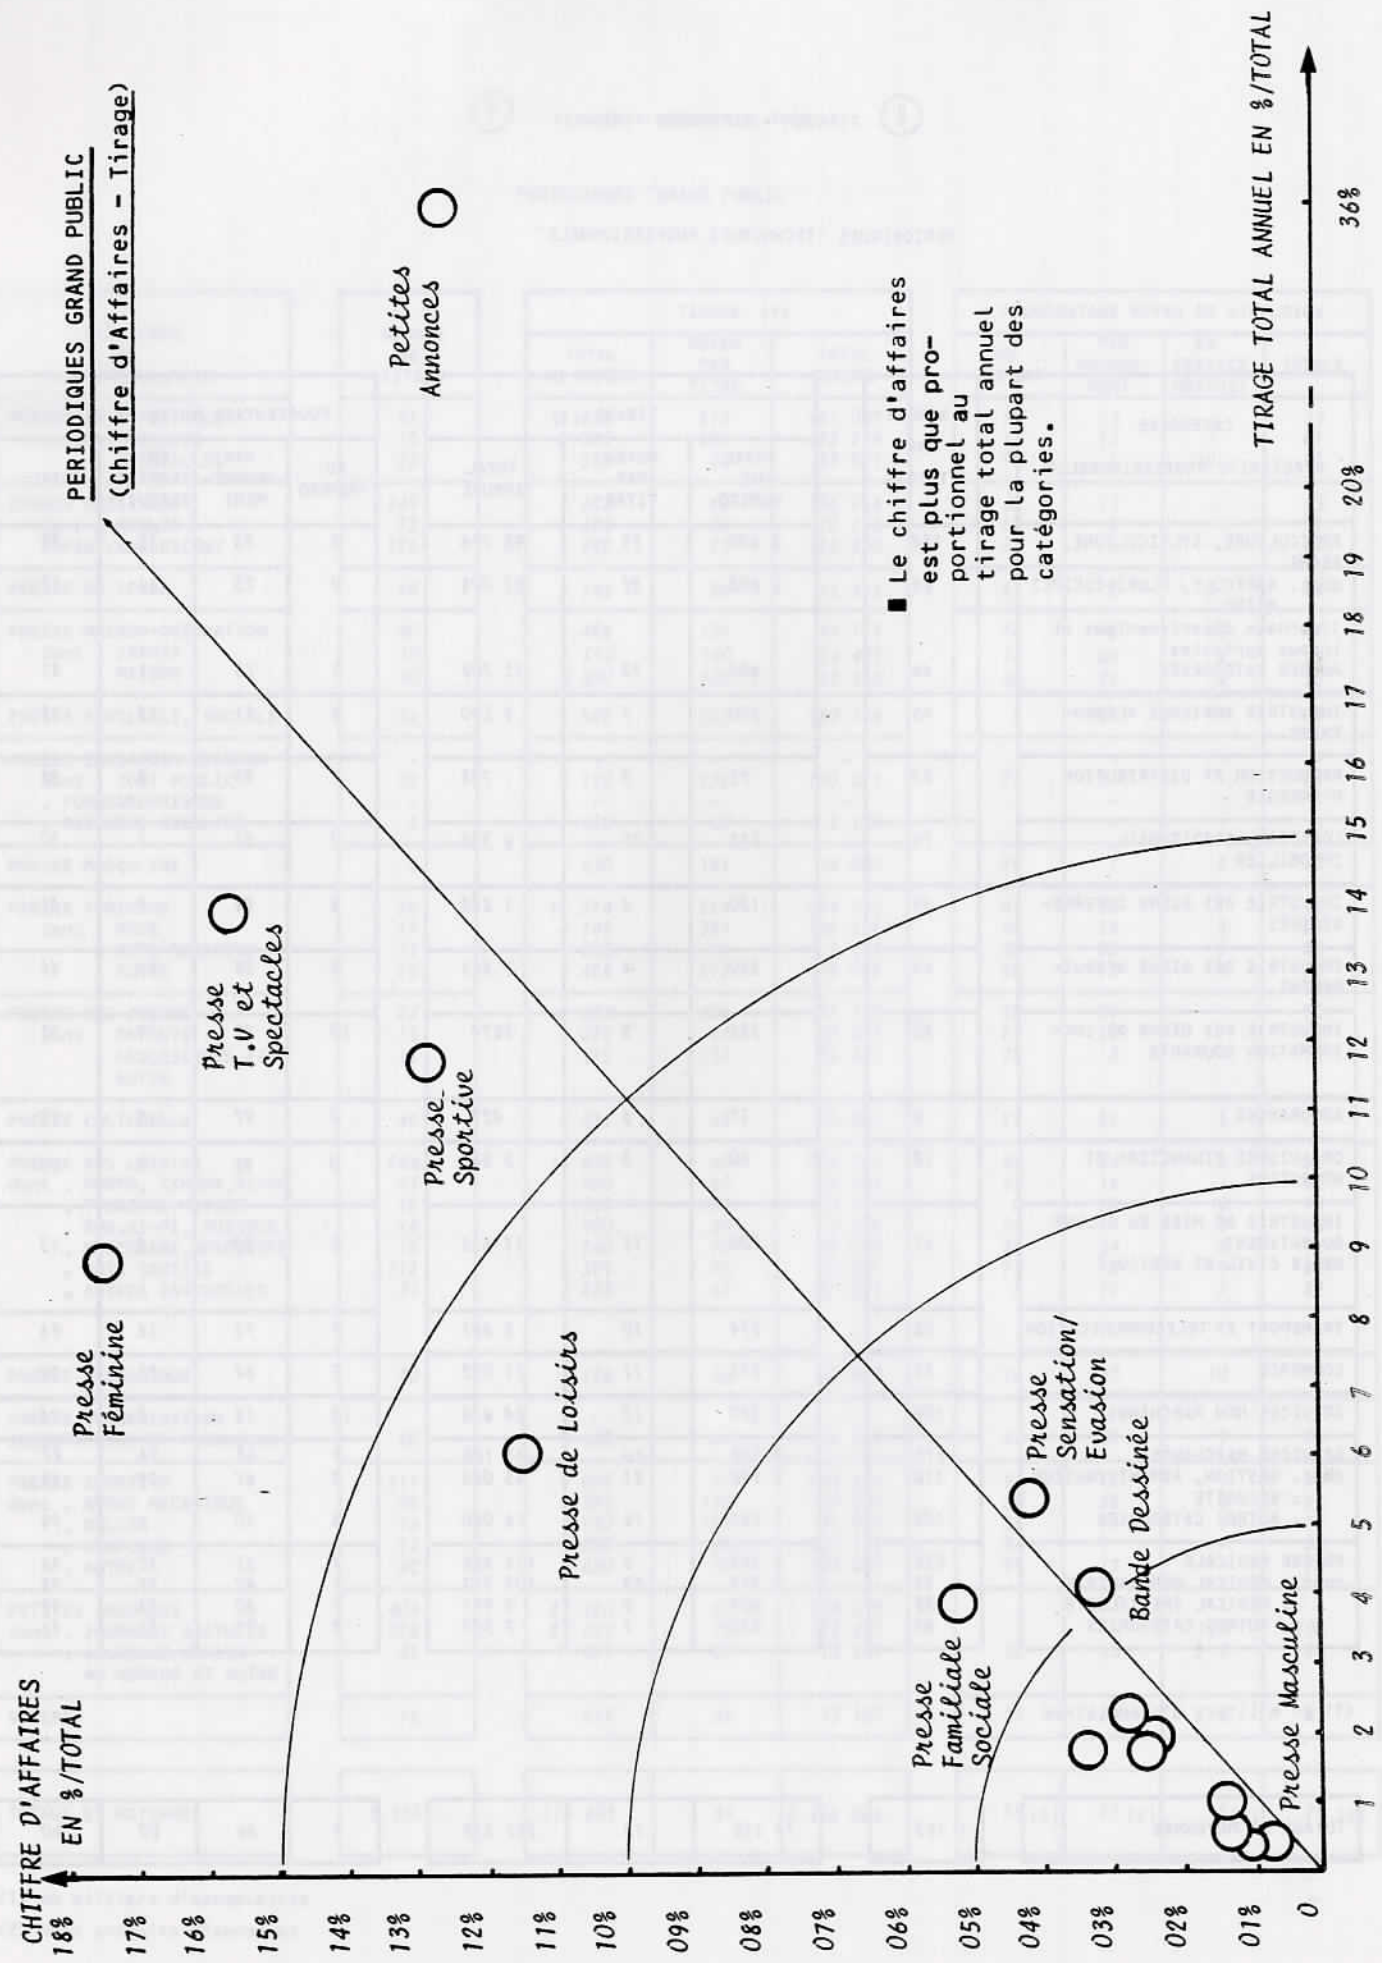 PERIODIQUES GRAND PUBLIC
(Chiffre d'Affaires - Tirage)
CHIFFRE D'AFFAIRES
EN %/TOTAL
18%
17%
16%
15%
14%
13%
12%
11%
10%
09%
08%
07%
06%
05%
04%
03%
02%
01%
0
Presse
Féminine
Presse
T.V et
Spectacles
Presse
Sportive
Petites
Annonces
Presse de Loisirs
■ Le chiffre d'affaires
est plus que pro-
portionnel au
tirage total annuel
pour la plupart des
catégories.
Presse
Familiale
Sociale
Presse
Sensation/
Evasion
Bande Dessinée
Presse Masculine
1 2 3 4 5 6 7 8 9 10 11 12 13 14 15 16 17 18 19 20% 36%
TIRAGE TOTAL ANNUEL EN %/TOTAL